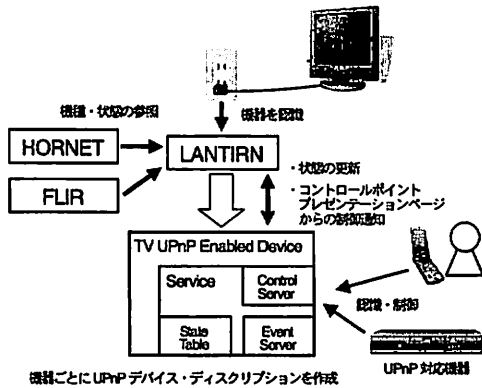 機種・状態の参照
機器を認識
HORNET
LANTIRN
FLIR
・状態の更新
・コントロールポイント
プレゼンテーションページ
からの制御通知
TV UPnP Enabled Device
Service
Control
Server
State
Table
Event
Server
認識・制御
UPnP 対応機器
機器ごとにUPnPデバイス・ディスクリプションを作成